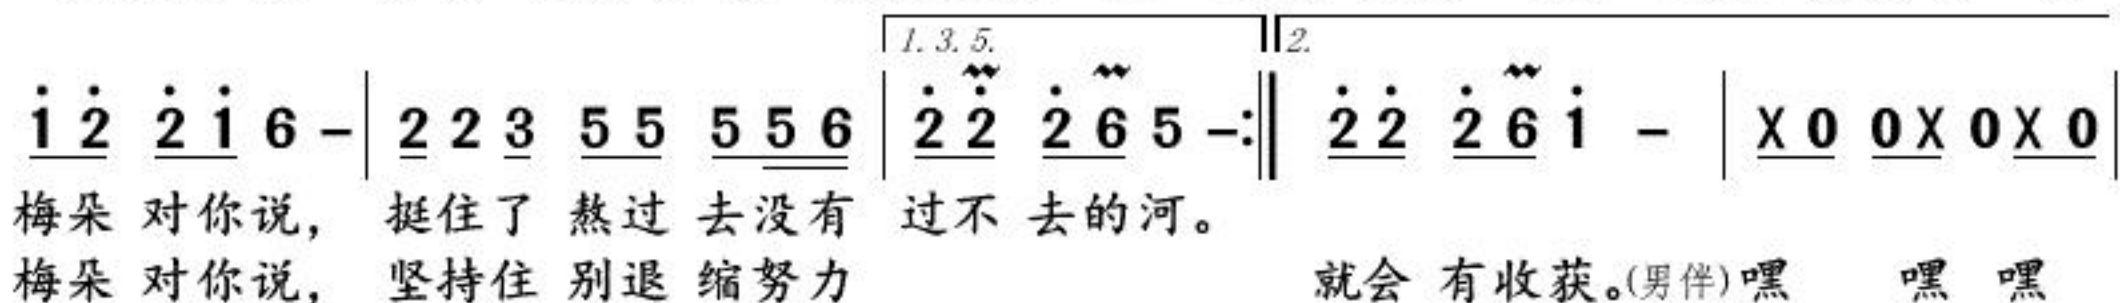 1. 3. 5. 2.
1 2 2 1 6 – | 2 2 3 5 5 5 5 6 | 2 2 2 6 5 –:‖ 2 2 2 6 1 – | X 0 0 X 0 X 0 |
梅朵 对你说， 挺住了 熬过 去没有 过不 去的河。
梅朵 对你说， 坚持住 别退 缩努力 就会 有收获。(男伴)嘿 嘿 嘿